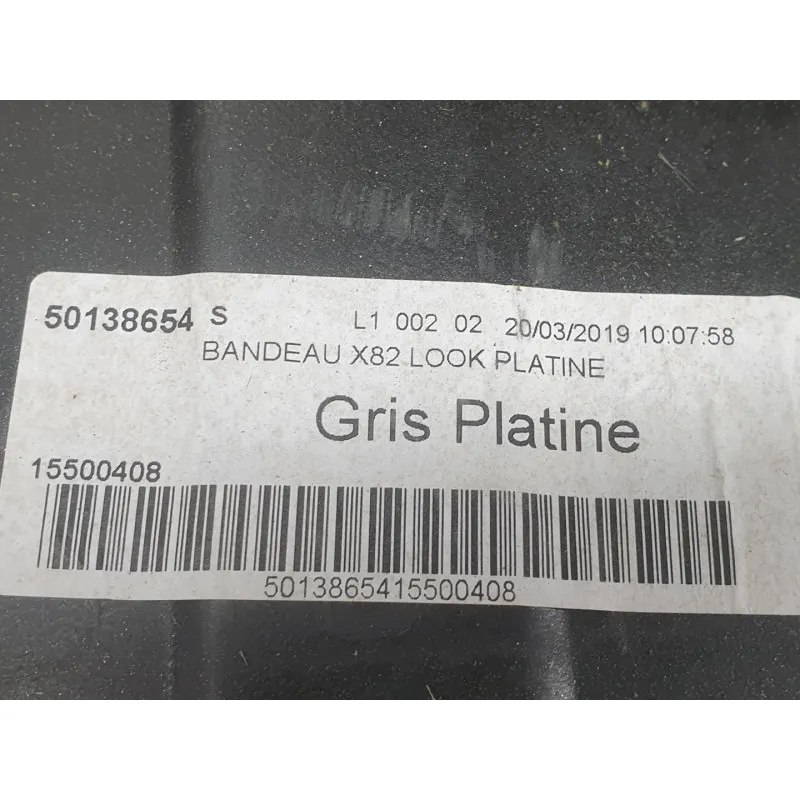 50138654 S L1 002 02 20/03/2019 10:07:58
BANDEAU X82 LOOK PLATINE
Gris Platine
15500408
5013865415500408